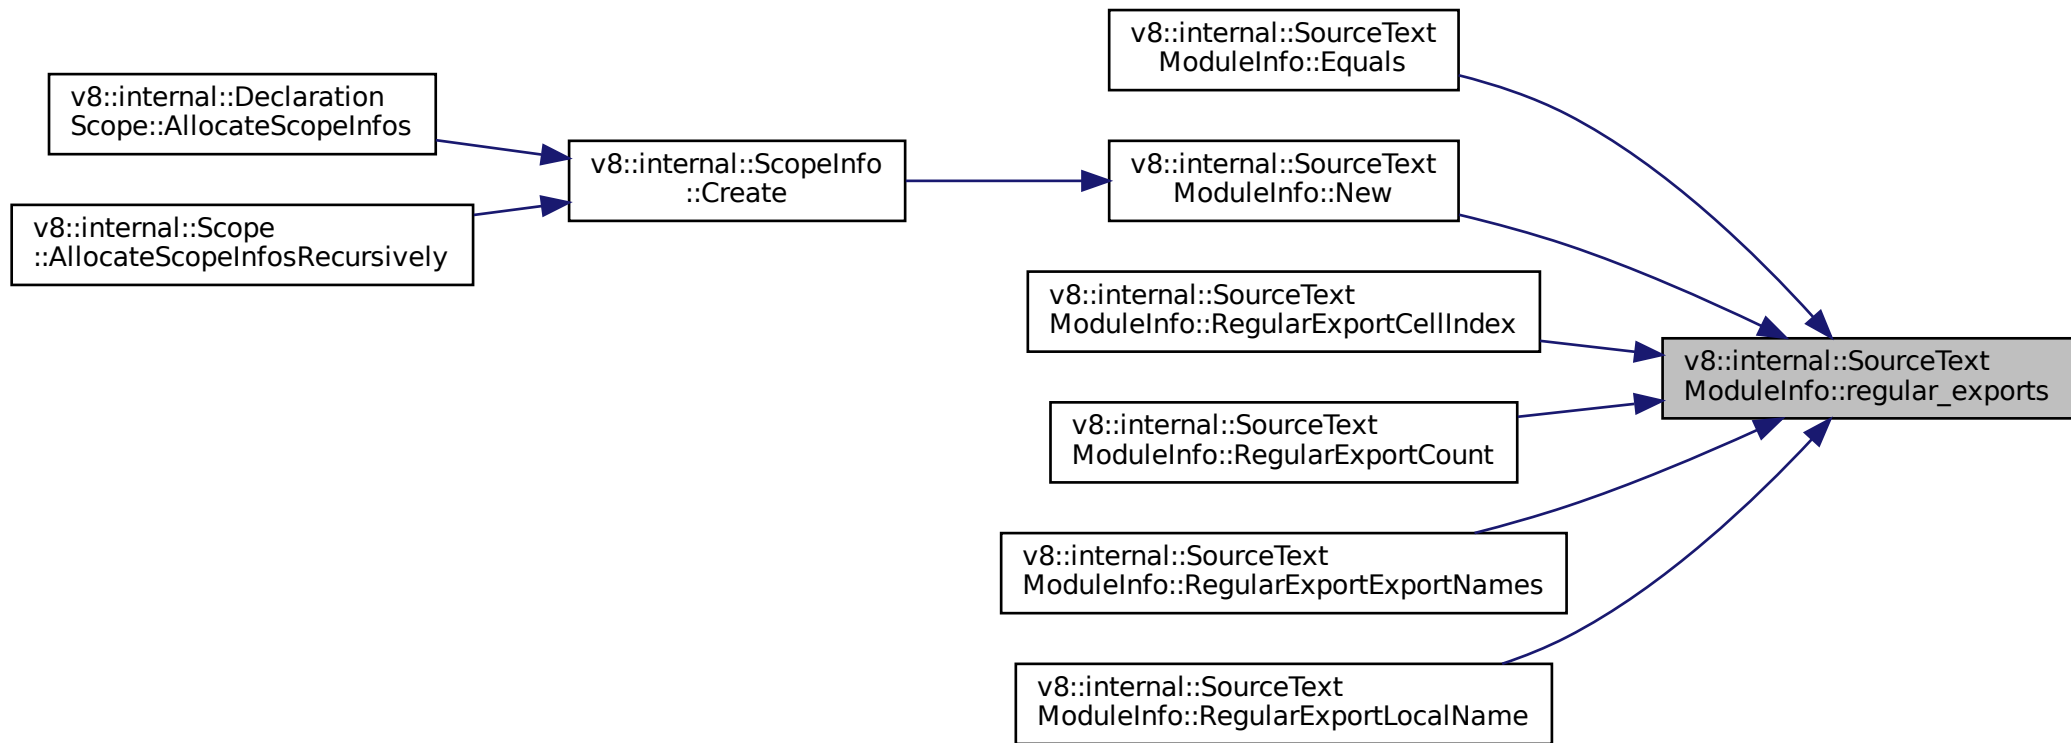 v8::internal::SourceText
ModuleInfo::Equals
v8::internal::Declaration
Scope::AllocateScopeInfos
v8::internal::ScopeInfo
::Create
v8::internal::SourceText
ModuleInfo::New
v8::internal::Scope
::AllocateScopeInfosRecursively
v8::internal::SourceText
ModuleInfo::RegularExportCellIndex
v8::internal::SourceText
ModuleInfo::regular_exports
v8::internal::SourceText
ModuleInfo::RegularExportCount
v8::internal::SourceText
ModuleInfo::RegularExportExportNames
v8::internal::SourceText
ModuleInfo::RegularExportLocalName